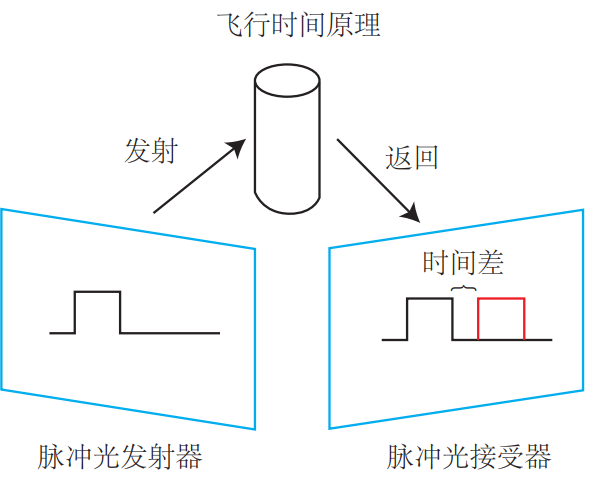 飞行时间原理
发射
返回
时间差
脉冲光发射器
脉冲光接受器